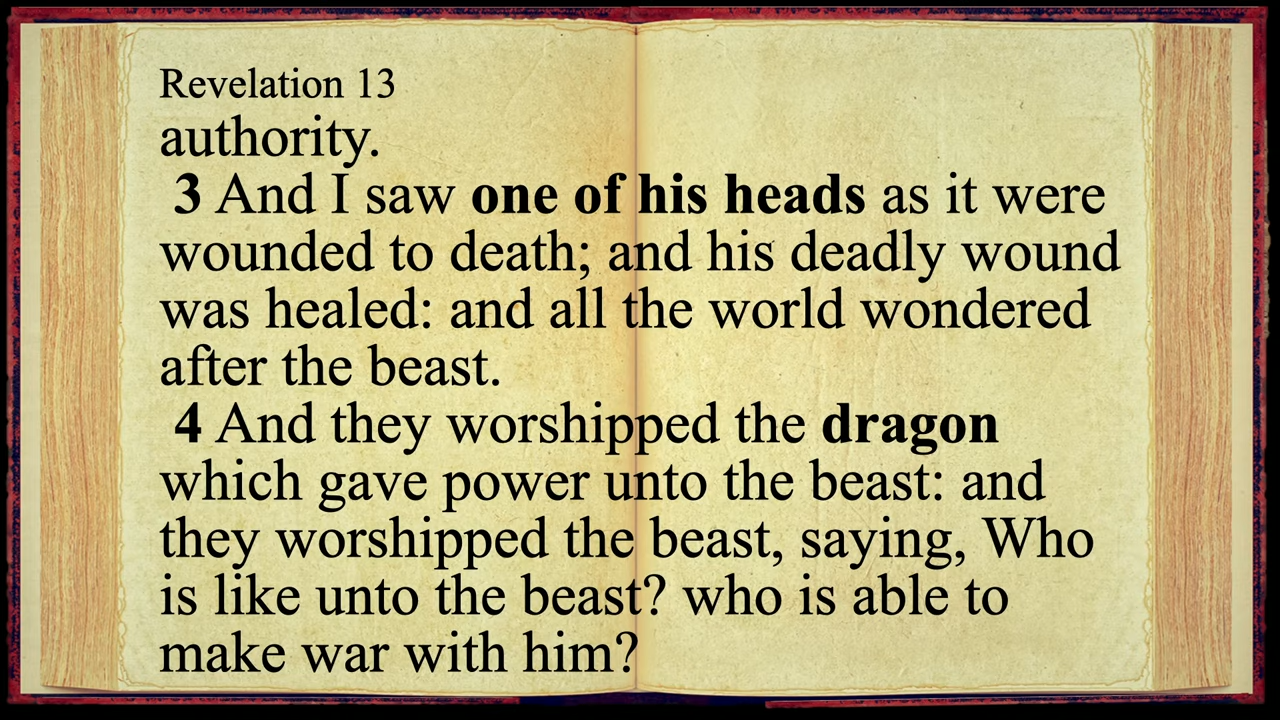 Revelation 13
authority.
3 And I saw one of his heads as it were
wounded to death; and his deadly wound
was healed: and all the world wondered
after the beast.
4 And they worshipped the dragon
which gave power unto the beast: and
they worshipped the beast, saying, Who
is like unto the beast? who is able to
make war with him?